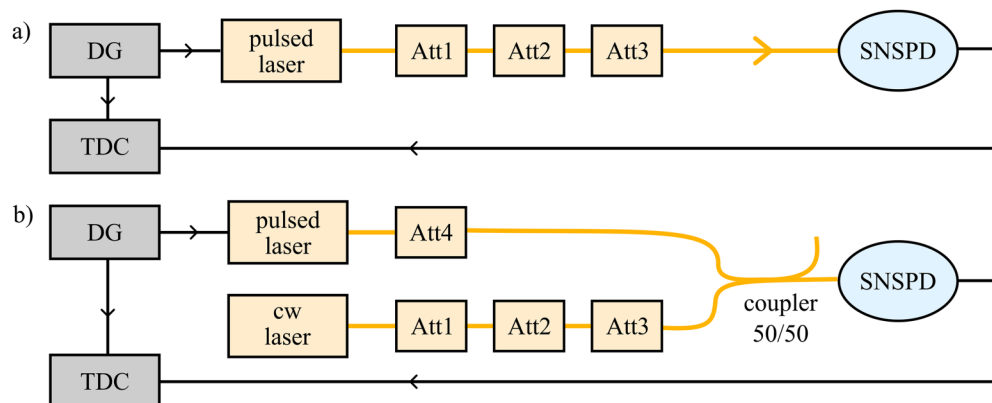 a)
DG
pulsed
laser
Att1
Att2
Att3
SNSPD
TDC
b)
DG
pulsed
laser
Att4
SNSPD
cw
laser
Att1
Att2
Att3
coupler
50/50
TDC